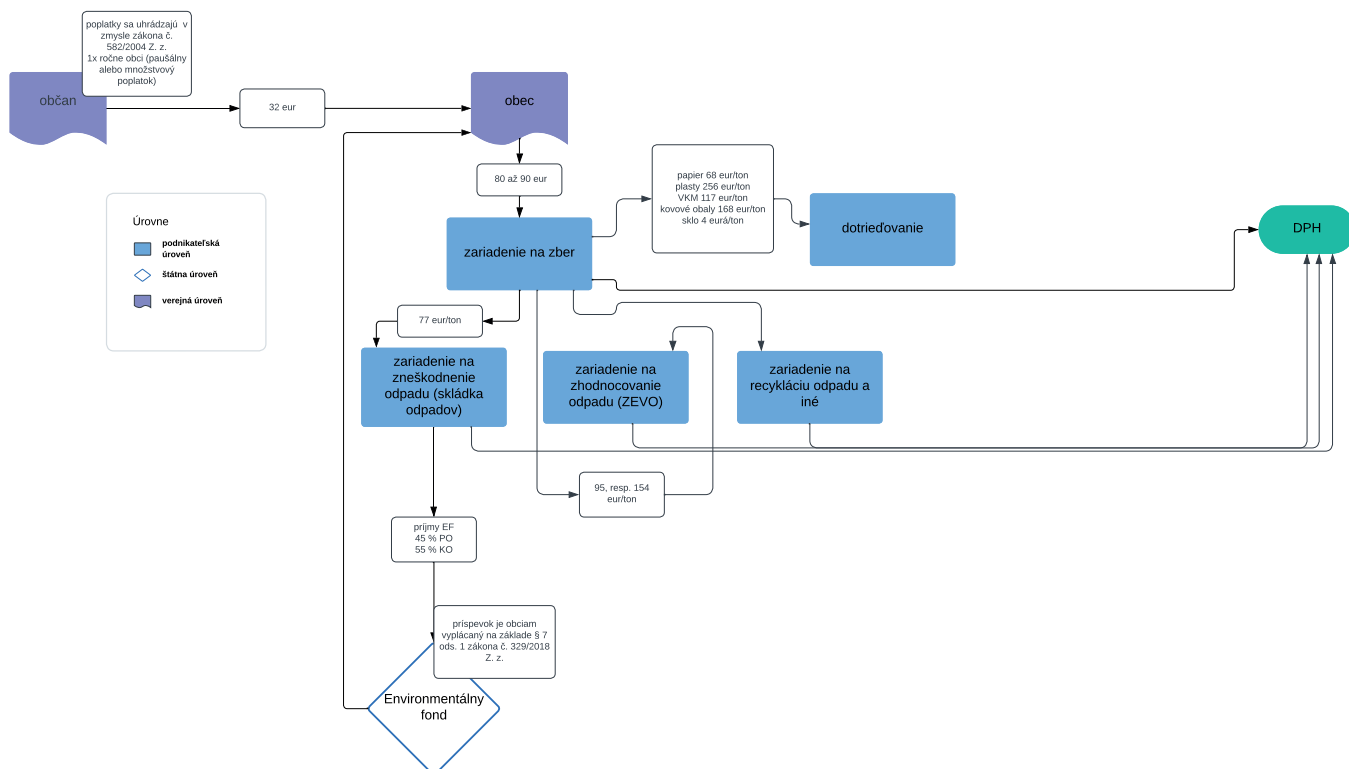 poplatky sa uhrádzajú  v
zmysle zákona č.
582/2004 Z. z.
1x ročne obci (paušálny
alebo množstvový
poplatok)
občan
32 eur
obec
80 až 90 eur
papier 68 eur/ton
plasty 256 eur/ton
VKM 117 eur/ton
kovové obaly 168 eur/ton
sklo 4 eurá/ton
dotrieďovanie
DPH
Úrovne
podnikateľská
úroveň
štátna úroveň
verejná úroveň
zariadenie na zber
77 eur/ton
zariadenie na
zneškodnenie
odpadu (skládka
odpadov)
zariadenie na
zhodnocovanie
odpadu (ZEVO)
zariadenie na
recykláciu odpadu a
iné
95, resp. 154
eur/ton
príjmy EF
45 % PO
55 % KO
príspevok je obciam
vyplácaný na základe § 7
ods. 1 zákona č. 329/2018
Z. z.
Environmentálny
fond